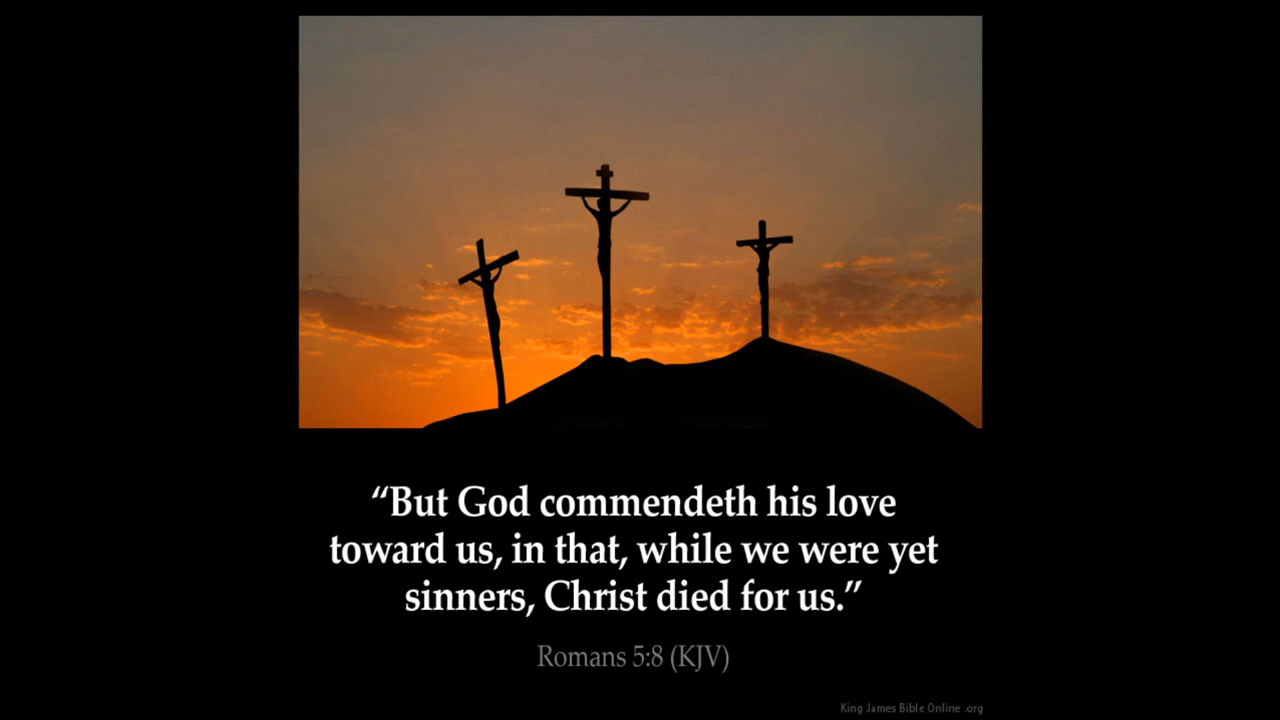 “But God commendeth his love
toward us, in that, while we were yet
sinners, Christ died for us.”
Romans 5:8 (KJV)
King James Bible Online .org